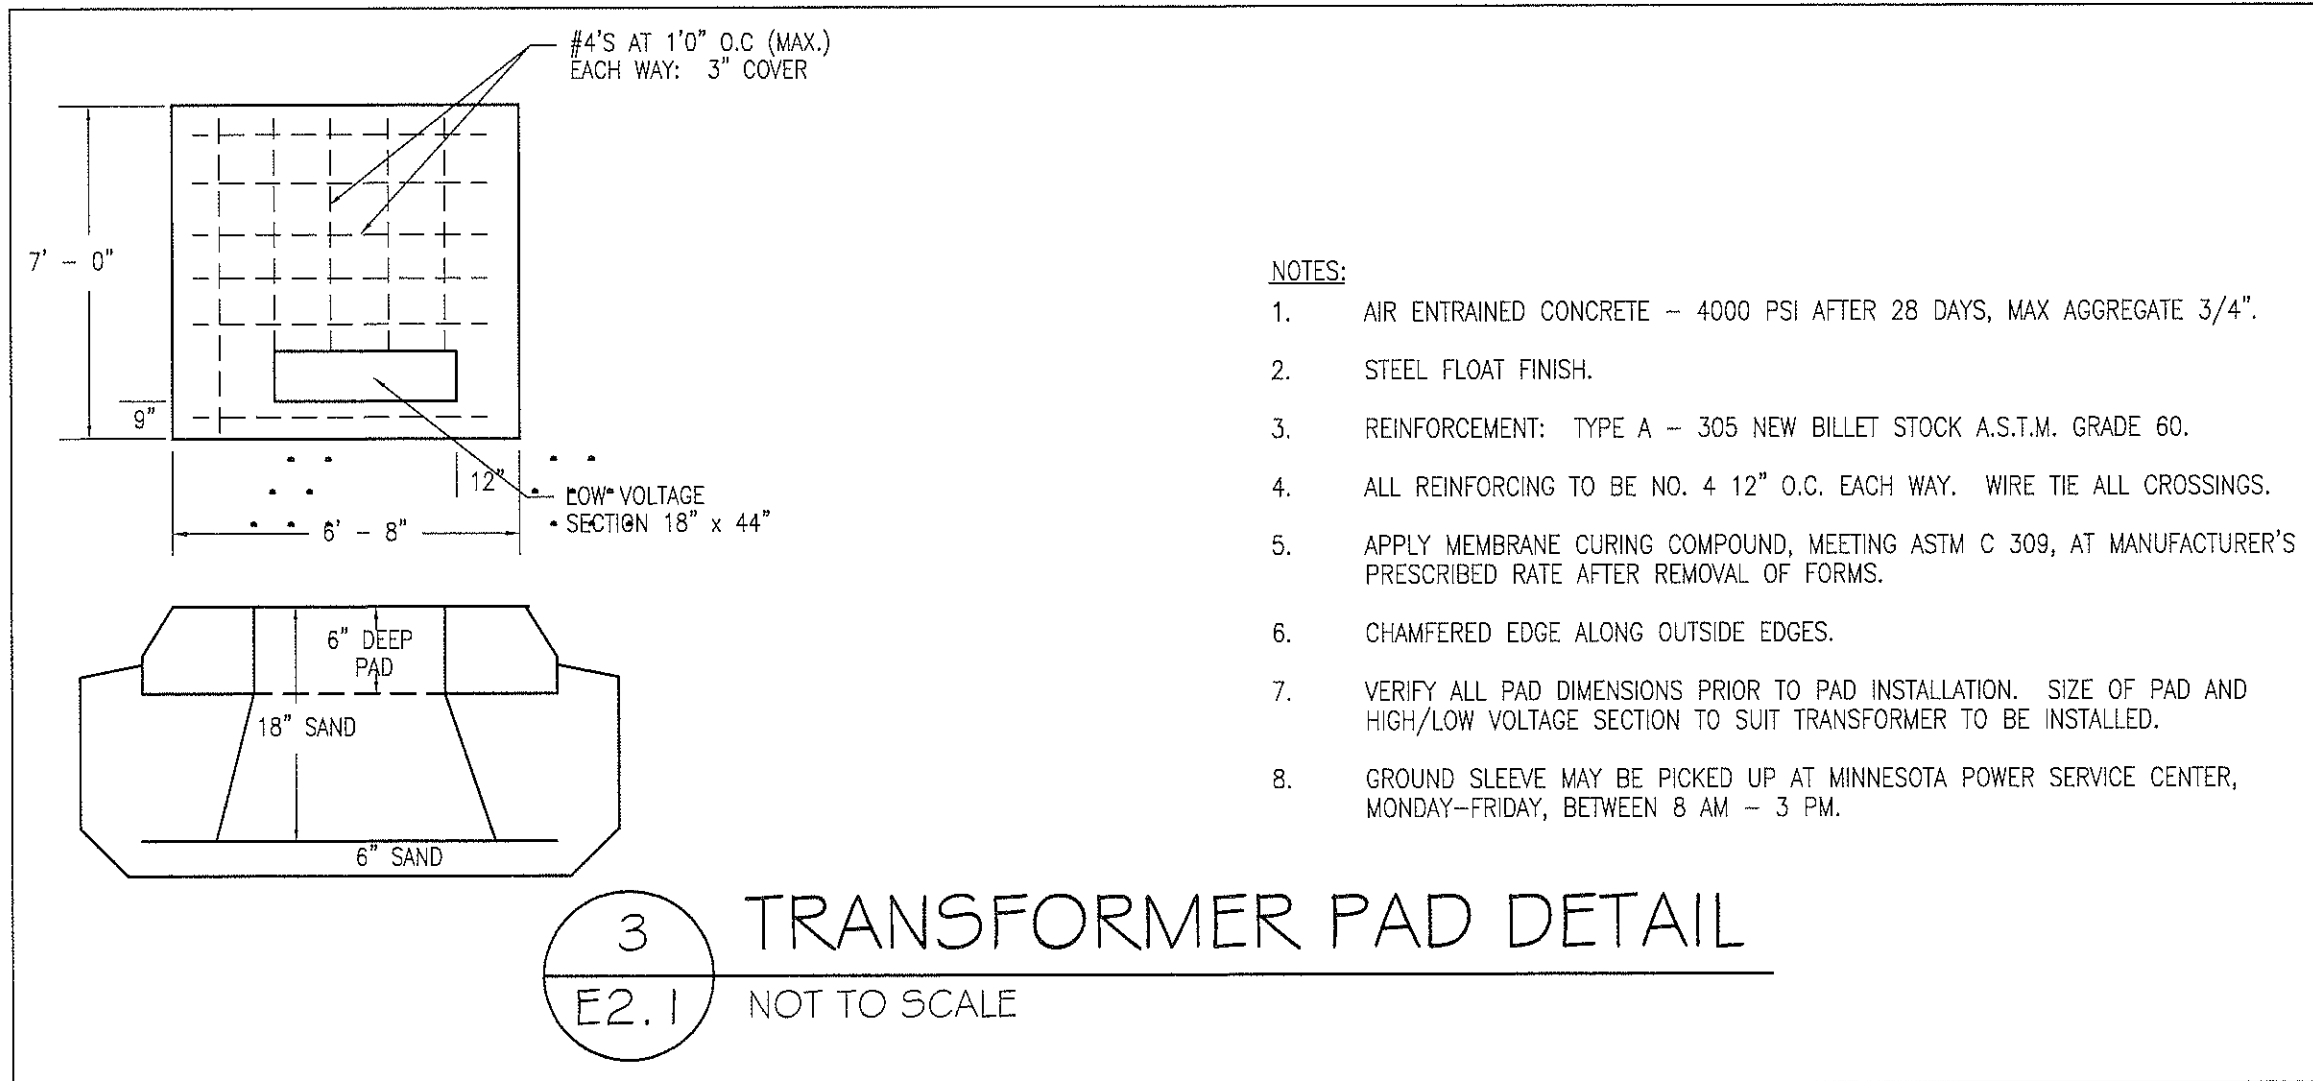 #4'S AT 1'0" O.C (MAX.)
EACH WAY: 3" COVER
7' - 0"
9"
12"
LOW VOLTAGE
SECTION 18" x 44"
6' - 8"
6" DEEP
PAD
18" SAND
6" SAND
NOTES:
1. AIR ENTRAINED CONCRETE - 4000 PSI AFTER 28 DAYS, MAX AGGREGATE 3/4".
2. STEEL FLOAT FINISH.
3. REINFORCEMENT: TYPE A - 305 NEW BILLET STOCK A.S.T.M. GRADE 60.
4. ALL REINFORCING TO BE NO. 4 12" O.C. EACH WAY. WIRE TIE ALL CROSSINGS.
5. APPLY MEMBRANE CURING COMPOUND, MEETING ASTM C 309, AT MANUFACTURER'S
PRESCRIBED RATE AFTER REMOVAL OF FORMS.
6. CHAMFERED EDGE ALONG OUTSIDE EDGES.
7. VERIFY ALL PAD DIMENSIONS PRIOR TO PAD INSTALLATION. SIZE OF PAD AND
HIGH/LOW VOLTAGE SECTION TO SUIT TRANSFORMER TO BE INSTALLED.
8. GROUND SLEEVE MAY BE PICKED UP AT MINNESOTA POWER SERVICE CENTER,
MONDAY-FRIDAY, BETWEEN 8 AM - 3 PM.
3
E2.1
TRANSFORMER PAD DETAIL
NOT TO SCALE